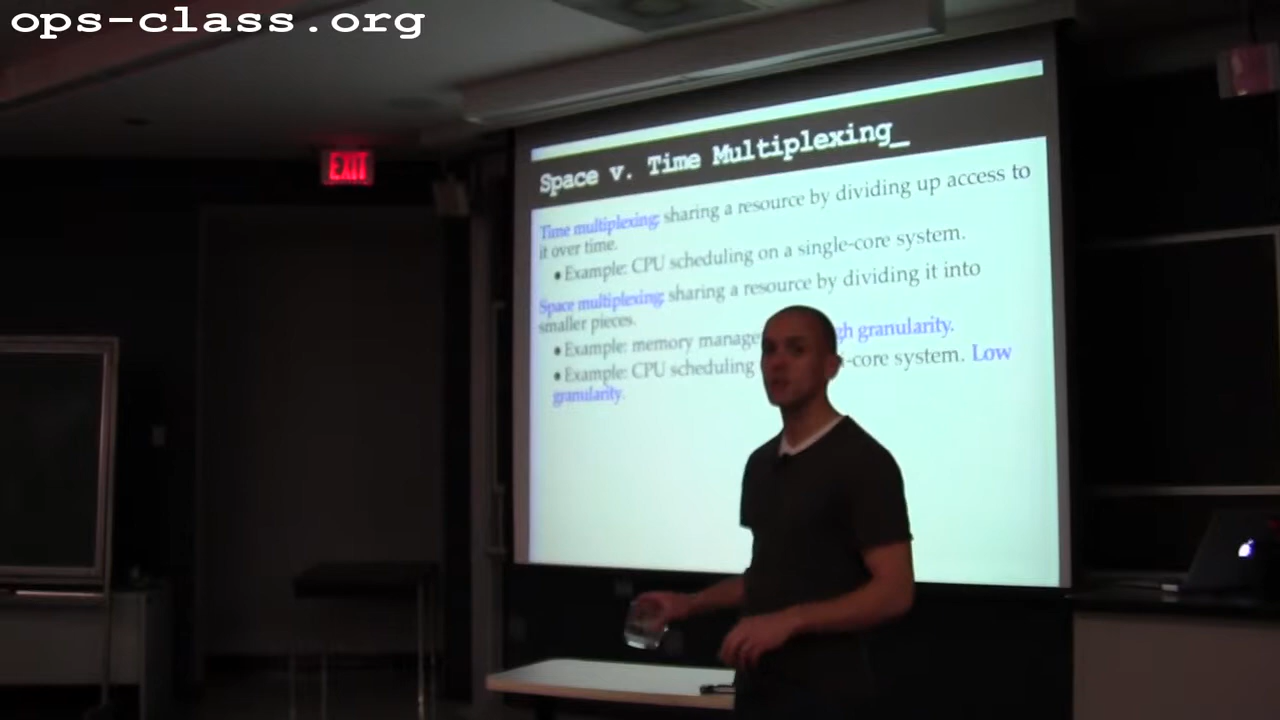 ops-class.org
EXIT
Space v. Time Multiplexing_
Time multiplexing: sharing a resource by dividing up access to
it over time.
• Example: CPU scheduling on a single-core system.
Space multiplexing: sharing a resource by dividing it into
smaller pieces.
• Example: memory manage gh granularity.
• Example: CPU scheduling -core system. Low
granularity.